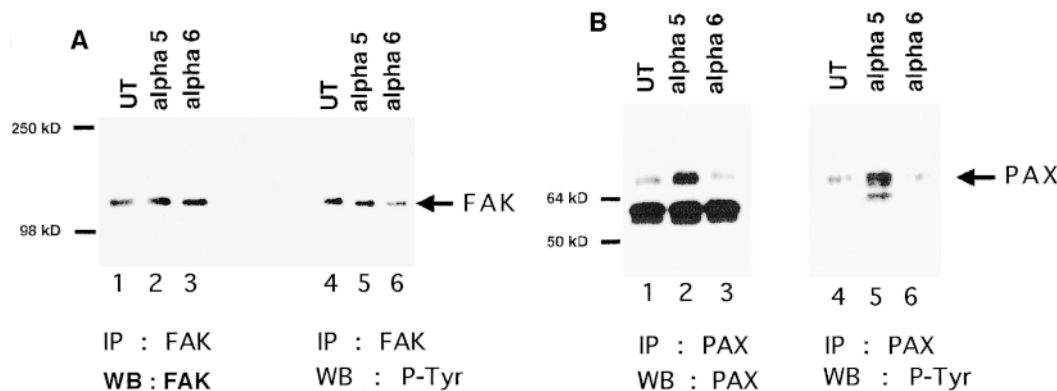 A
UT
alpha 5
alpha 6
UT
alpha 5
alpha 6
250 kD
98 kD
FAK
1 2 3 4 5 6
IP : FAK IP : FAK
WB : FAK WB : P-Tyr
B
UT
alpha 5
alpha 6
UT
alpha 5
alpha 6
64 kD
50 kD
PAX
1 2 3 4 5 6
IP : PAX IP : PAX
WB : PAX WB : P-Tyr